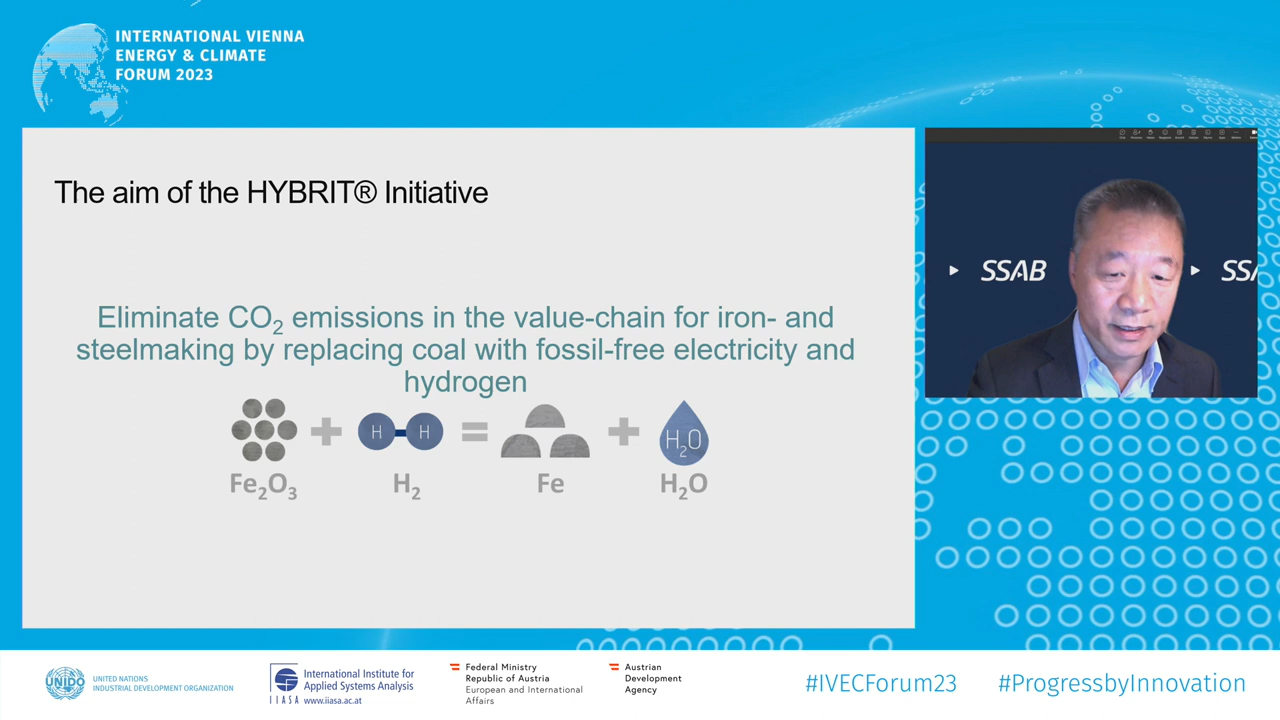 INTERNATIONAL VIENNA
ENERGY & CLIMATE
FORUM 2023
The aim of the HYBRIT® Initiative
Eliminate CO₂ emissions in the value-chain for iron- and
steelmaking by replacing coal with fossil-free electricity and
hydrogen
H H H₂O
Fe₂O₃ + H₂ = Fe + H₂O
SSAB
SSA
UNIDO
UNITED NATIONS
INDUSTRIAL DEVELOPMENT ORGANIZATION
IIASA
International Institute for
Applied Systems Analysis
www.iiasa.ac.at
Federal Ministry
Republic of Austria
European and International
Affairs
Austrian
Development
Agency
#IVECForum23
#ProgressbyInnovation